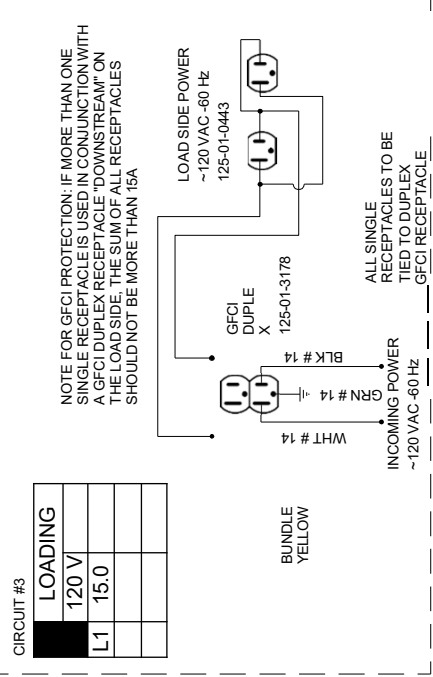 CIRCUIT #3
LOADING
120 V
L1 15.0
NOTE FOR GFCI PROTECTION: IF MORE THAN ONE
SINGLE RECEPTACLE IS USED IN CONJUNCTION WITH
A GFCI DUPLEX RECEPTACLE "DOWNSTREAM" ON
THE LOAD SIDE, THE SUM OF ALL RECEPTACLES
SHOULD NOT BE MORE THAN 15A
LOAD SIDE POWER
~120 VAC -60 Hz
125-01-0443
GFCI
DUPLE
X
125-01-3178
BUNDLE
YELLOW
WHT # 14
GRN # 14
BLK # 14
INCOMING POWER
~120 VAC -60 Hz
ALL SINGLE
RECEPTACLES TO BE
TIED TO DUPLEX
GFCI RECEPTACLE